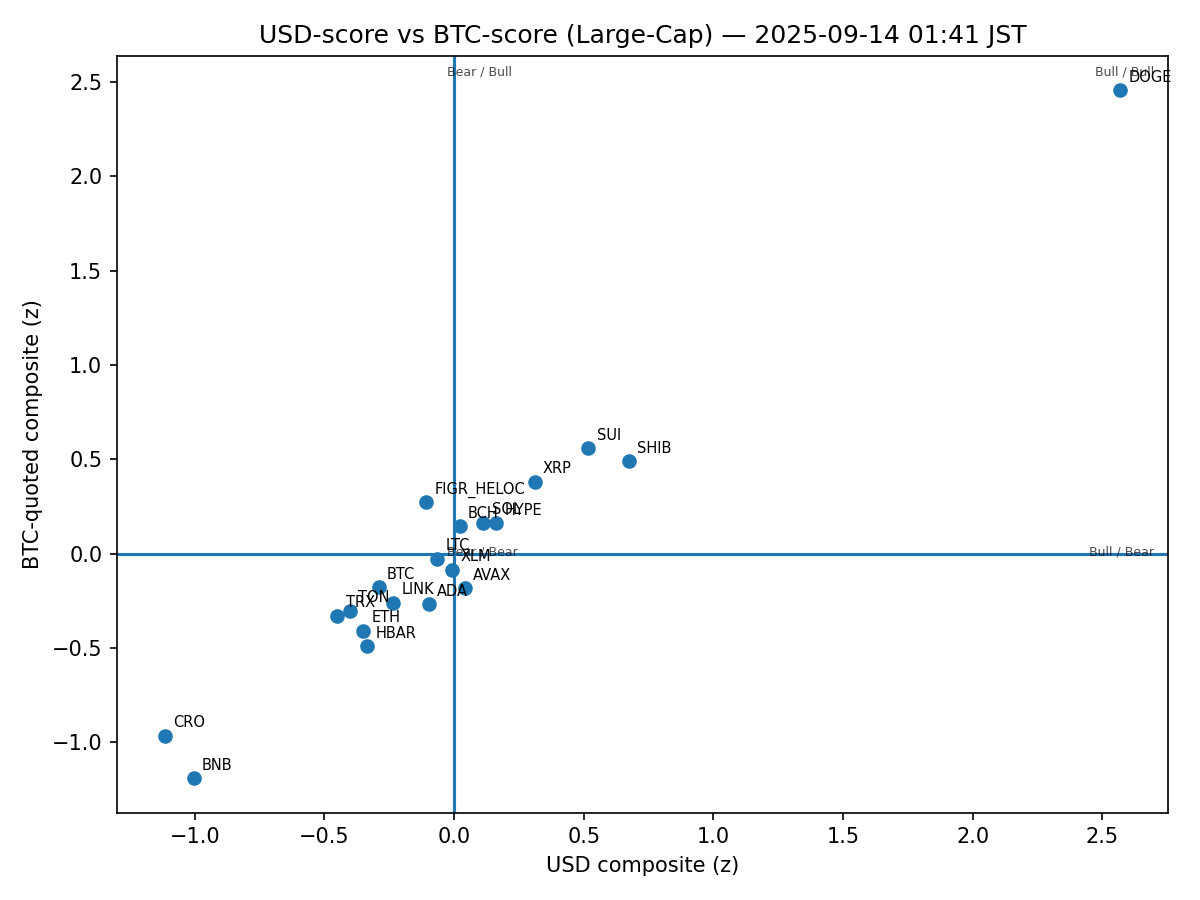 USD-score vs BTC-score (Large-Cap) — 2025-09-14 01:41 JST
Bear / Bull
Bull / Bull
DOGE
2.5
2.0
1.5
1.0
0.5
0.0
−0.5
−1.0
BTC-quoted composite (z)
SUI
SHIB
XRP
FIGR_HELOC
BCH
SOL
HYPE
LTC
Bear / Bear
XLM
Bull / Bear
BTC
AVAX
LINK
ADA
TON
TRX
ETH
HBAR
CRO
BNB
−1.0
−0.5
0.0
0.5
1.0
1.5
2.0
2.5
USD composite (z)